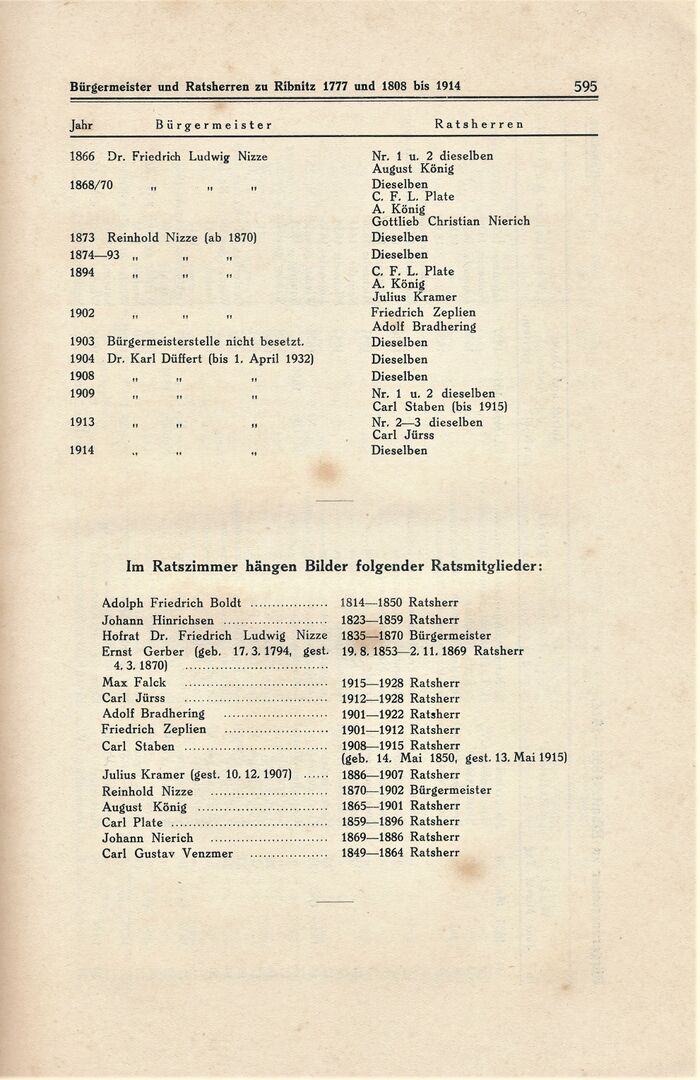 Bürgermeister und Ratsherren zu Ribnitz 1777 und 1808 bis 1914 595
Jahr Bürgermeister Ratsherren
1866 Dr. Friedrich Ludwig Nizze Nr. 1 u. 2 dieselben
August König
1868/70 „ „ „ Dieselben
C. F. L. Plate
A. König
Gottlieb Christian Nierich
1873 Reinhold Nizze (ab 1870) Dieselben
1874—93 „ „ „ Dieselben
1894 „ „ „ C. F. L. Plate
A. König
Julius Kramer
1902 „ „ „ Friedrich Zeplien
Adolf Bradhering
1903 Bürgermeisterstelle nicht besetzt. Dieselben
1904 Dr. Karl Düffert (bis 1. April 1932) Dieselben
1908 „ „ „ Dieselben
1909 „ „ „ Nr. 1 u. 2 dieselben
Carl Staben (bis 1915)
1913 „ „ „ Nr. 2—3 dieselben
Carl Jürss
1914 „ „ „ Dieselben
Im Ratszimmer hängen Bilder folgender Ratsmitglieder:
Adolph Friedrich Boldt .................. 1814—1850 Ratsherr
Johann Hinrichsen ........................ 1823—1859 Ratsherr
Hofrat Dr. Friedrich Ludwig Nizze 1835—1870 Bürgermeister
Ernst Gerber (geb. 17. 3. 1794, gest. 19. 8. 1853—2. 11. 1869 Ratsherr
4. 3. 1870) .................................
Max Falck ................................. 1915—1928 Ratsherr
Carl Jürss ................................. 1912—1928 Ratsherr
Adolf Bradhering ........................ 1901—1922 Ratsherr
Friedrich Zeplien ........................ 1901—1912 Ratsherr
Carl Staben ................................. 1908—1915 Ratsherr
(geb. 14. Mai 1850, gest. 13. Mai 1915)
Julius Kramer (gest. 10. 12. 1907) ...... 1886—1907 Ratsherr
Reinhold Nizze ........................... 1870—1902 Bürgermeister
August König .............................. 1865—1901 Ratsherr
Carl Plate .................................... 1859—1896 Ratsherr
Johann Nierich ........................... 1869—1886 Ratsherr
Carl Gustav Venzmer .................. 1849—1864 Ratsherr